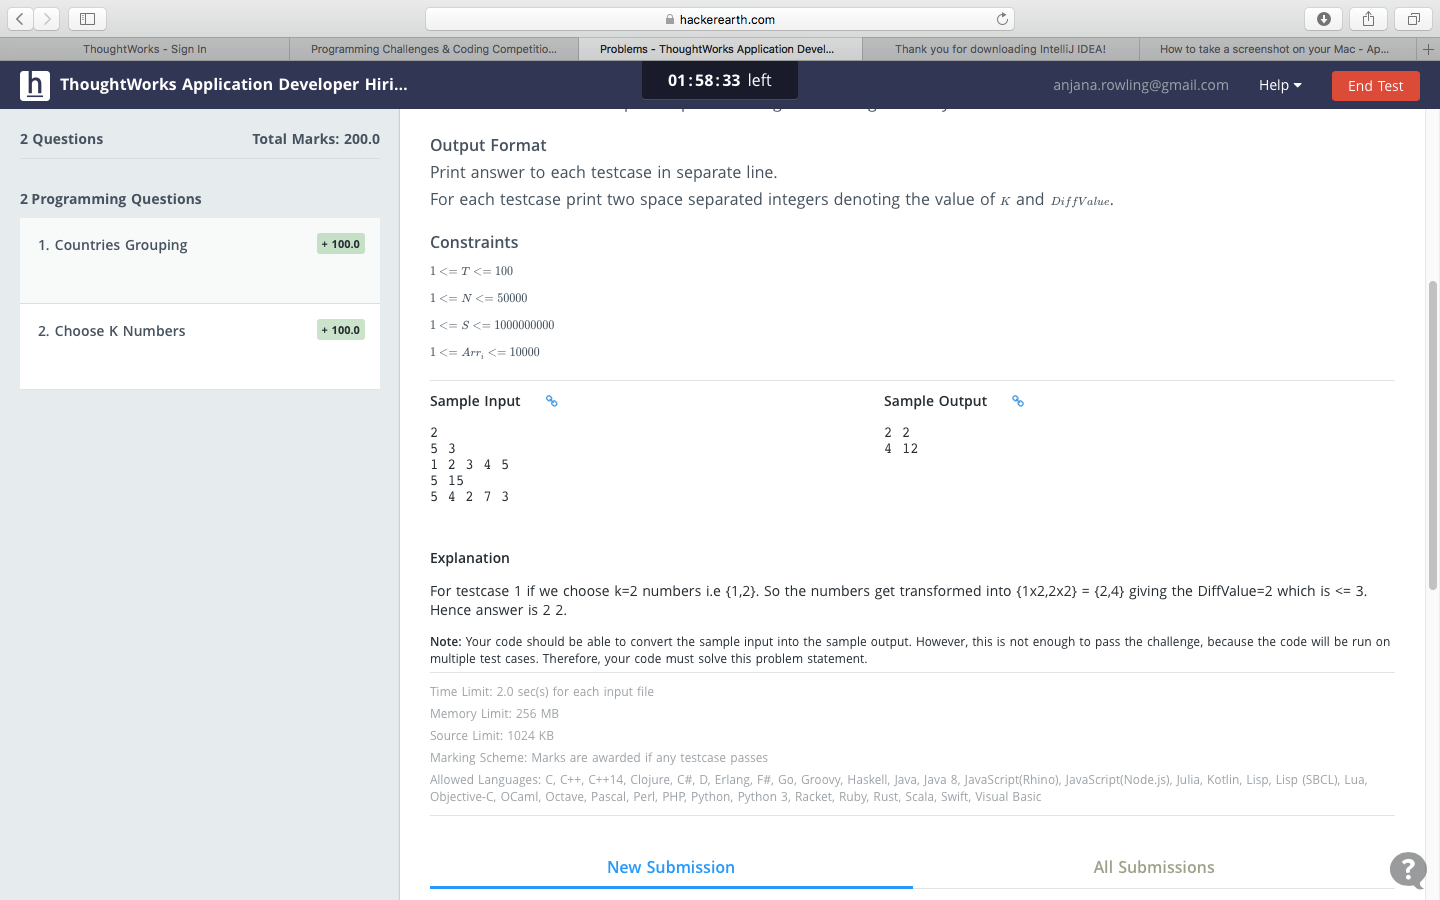 hackerearth.com
ThoughtWorks - Sign In
Programming Challenges & Coding Competitio...
Problems - ThoughtWorks Application Devel...
Thank you for downloading IntelliJ IDEA!
How to take a screenshot on your Mac - Ap...
h
ThoughtWorks Application Developer Hiri...
01:58:33 left
anjana.rowling@gmail.com
Help
End Test
2 Questions
Total Marks: 200.0
2 Programming Questions
1. Countries Grouping
+ 100.0
2. Choose K Numbers
+ 100.0
Output Format
Print answer to each testcase in separate line.
For each testcase print two space separated integers denoting the value of K and DiffValue.
Constraints
1 <= T <= 100
1 <= N <= 50000
1 <= S <= 1000000000
1 <= Arr_i <= 10000
Sample Input
2
5 3
1 2 3 4 5
5 15
5 4 2 7 3
Sample Output
2 2
4 12
Explanation
For testcase 1 if we choose k=2 numbers i.e {1,2}. So the numbers get transformed into {1x2,2x2} = {2,4} giving the DiffValue=2 which is <= 3.
Hence answer is 2 2.
Note: Your code should be able to convert the sample input into the sample output. However, this is not enough to pass the challenge, because the code will be run on
multiple test cases. Therefore, your code must solve this problem statement.
Time Limit: 2.0 sec(s) for each input file
Memory Limit: 256 MB
Source Limit: 1024 KB
Marking Scheme: Marks are awarded if any testcase passes
Allowed Languages: C, C++, C++14, Clojure, C#, D, Erlang, F#, Go, Groovy, Haskell, Java, Java 8, JavaScript(Rhino), JavaScript(Node.js), Julia, Kotlin, Lisp, Lisp (SBCL), Lua,
Objective-C, OCaml, Octave, Pascal, Perl, PHP, Python, Python 3, Racket, Ruby, Rust, Scala, Swift, Visual Basic
New Submission
All Submissions
?